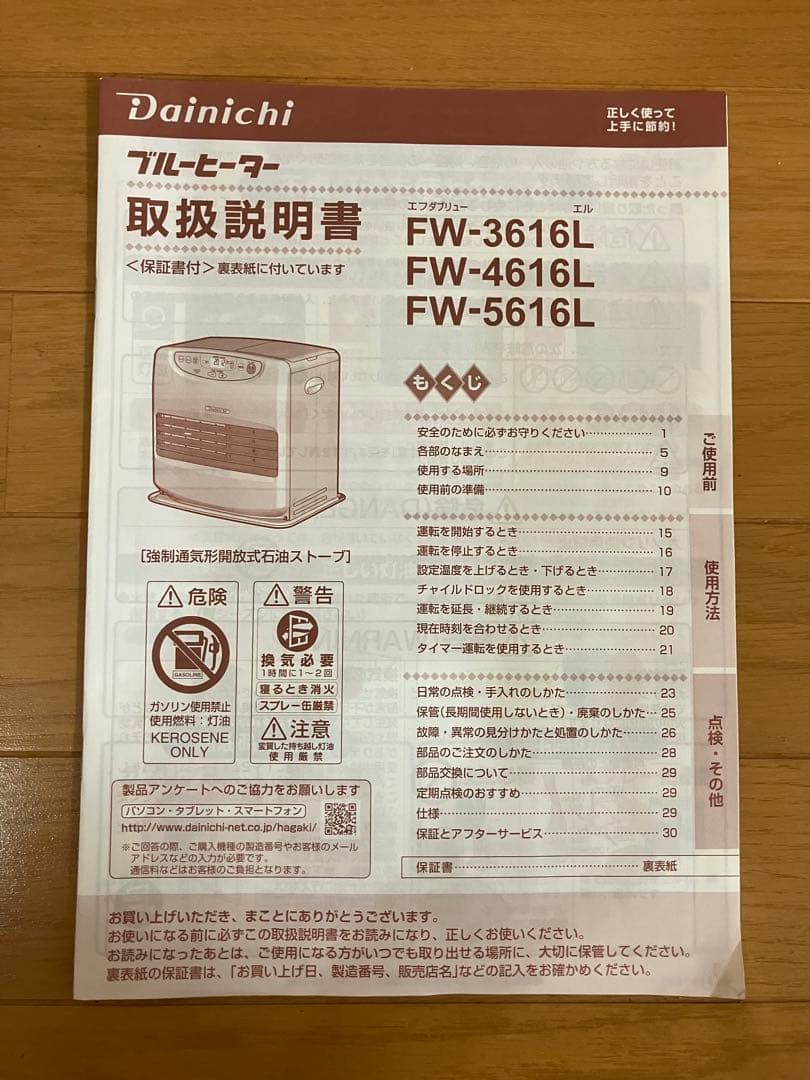 Dainichi
正しく使って
上手に節約!
ブルーヒーター
取扱説明書
<保証書付>裏表紙に付いています
エフダブリュー エル
FW-3616L
FW-4616L
FW-5616L
もくじ
安全のために必ずお守りください……………… 1
各部のなまえ……………… 5
使用する場所……………… 9
使用前の準備……………… 10
ご使用前
運転を開始するとき……………… 15
運転を停止するとき……………… 16
設定温度を上げるとき・下げるとき……………… 17
チャイルドロックを使用するとき……………… 18
運転を延長・継続するとき……………… 19
現在時刻を合わせるとき……………… 20
タイマー運転を使用するとき……………… 21
使用方法
日常の点検・手入れのしかた……………… 23
保管(長期間使用しないとき)・廃棄のしかた… 25
故障・異常の見分けかたと処置のしかた……… 26
部品のご注文のしかた……………… 28
部品交換について……………… 29
定期点検のおすすめ……………… 29
仕様……………… 29
保証とアフターサービス……………… 30
点検・その他
保証書……………… 裏表紙
[強制通気形開放式石油ストーブ]
危険
GASOLINE
ガソリン使用禁止
使用燃料:灯油
KEROSENE
ONLY
警告
換気必要
1時間に1〜2回
寝るとき消火
スプレー缶厳禁
注意
変質した持ち越し灯油
使用厳禁
製品アンケートへのご協力をお願いします
パソコン・タブレット・スマートフォン
http://www.dainichi-net.co.jp/hagaki/
※ご回答の際、ご購入機種の製造番号やお客様のメール
アドレスなどの入力が必要です。
通信料などはお客様のご負担となります。
お買い上げいただき、まことにありがとうございます。
お使いになる前に必ずこの取扱説明書をお読みになり、正しくお使いください。
お読みになったあとは、ご使用になる方がいつでも取り出せる場所に、大切に保管してください。
裏表紙の保証書は、「お買い上げ日、製造番号、販売店名」などの記入をお確かめください。